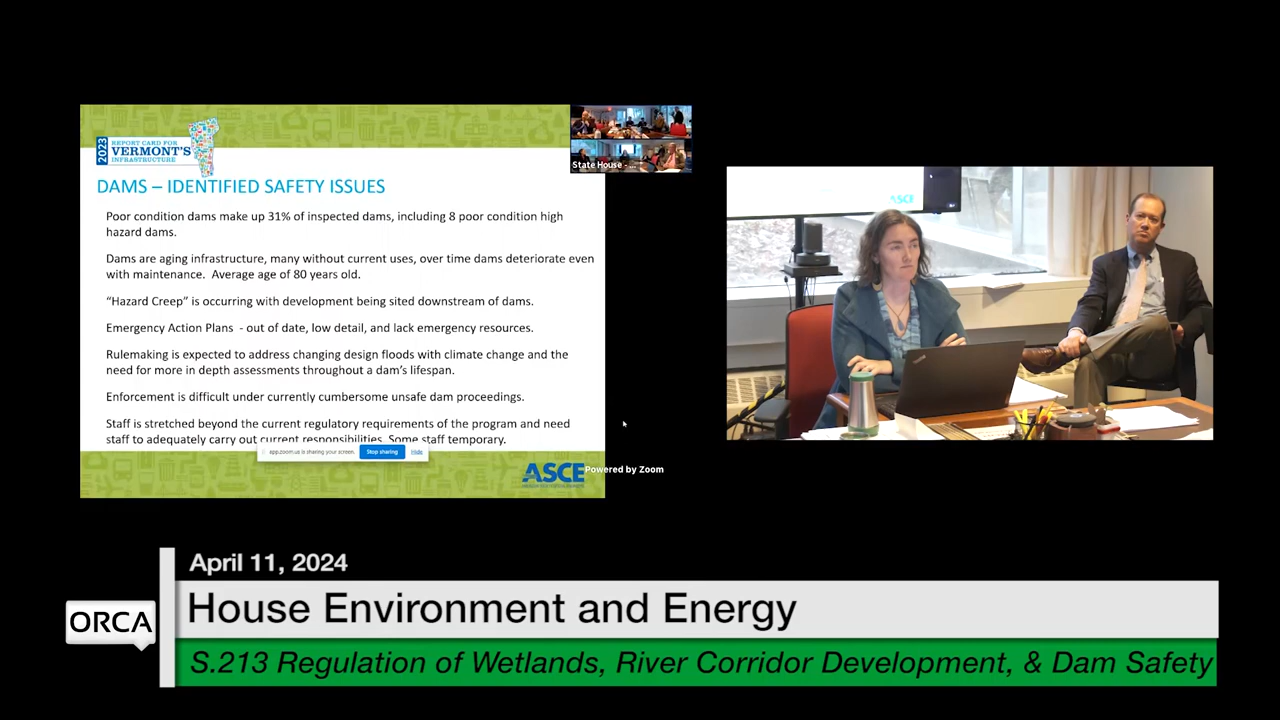 2023
REPORT CARD FOR
VERMONT'S
INFRASTRUCTURE
State House - ...
DAMS – IDENTIFIED SAFETY ISSUES
Poor condition dams make up 31% of inspected dams, including 8 poor condition high
hazard dams.
Dams are aging infrastructure, many without current uses, over time dams deteriorate even
with maintenance.  Average age of 80 years old.
“Hazard Creep” is occurring with development being sited downstream of dams.
Emergency Action Plans  - out of date, low detail, and lack emergency resources.
Rulemaking is expected to address changing design floods with climate change and the
need for more in depth assessments throughout a dam’s lifespan.
Enforcement is difficult under currently cumbersome unsafe dam proceedings.
Staff is stretched beyond the current regulatory requirements of the program and need
staff to adequately carry out current responsibilities. Some staff temporary.
app.zoom.us is sharing your screen.
Stop sharing
Hide
ASCE
Powered by Zoom
ASCE
April 11, 2024
ORCA
House Environment and Energy
S.213 Regulation of Wetlands, River Corridor Development, & Dam Safety